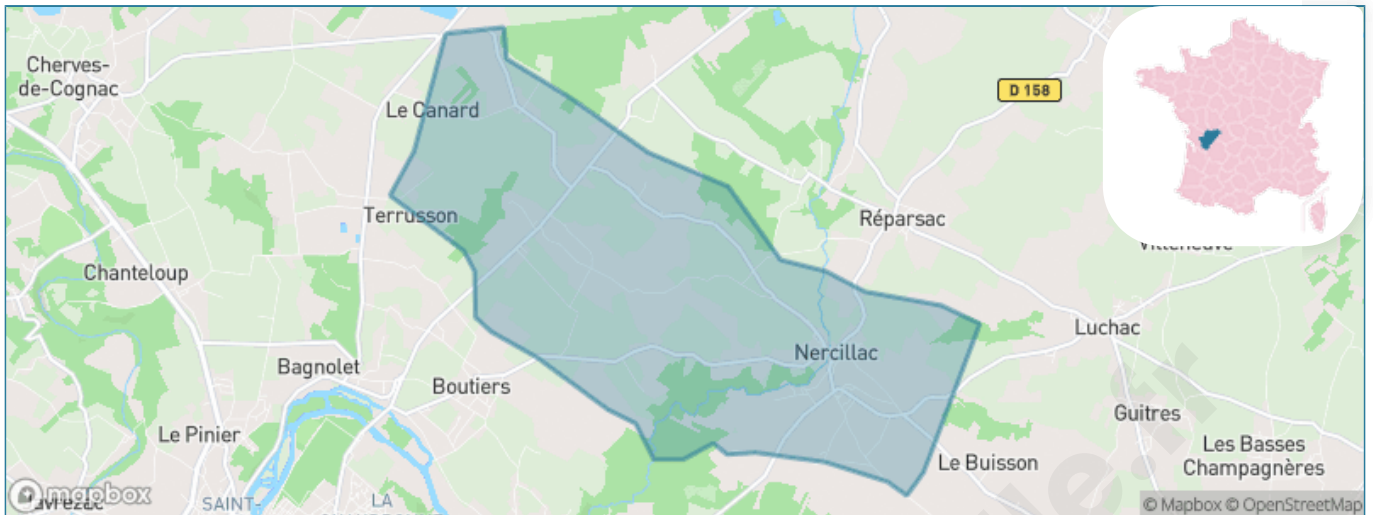 Cherves-
de-Cognac
Le Canard
D 158
Terrusson
Réparsac
Villeneuve
Chanteloup
Luchac
Nercillac
Bagnolet
Boutiers
Guitres
Le Pinier
Les Basses
Champagnères
Le Buisson
mapbox
SAINT-
LA
© Mapbox © OpenStreetMap